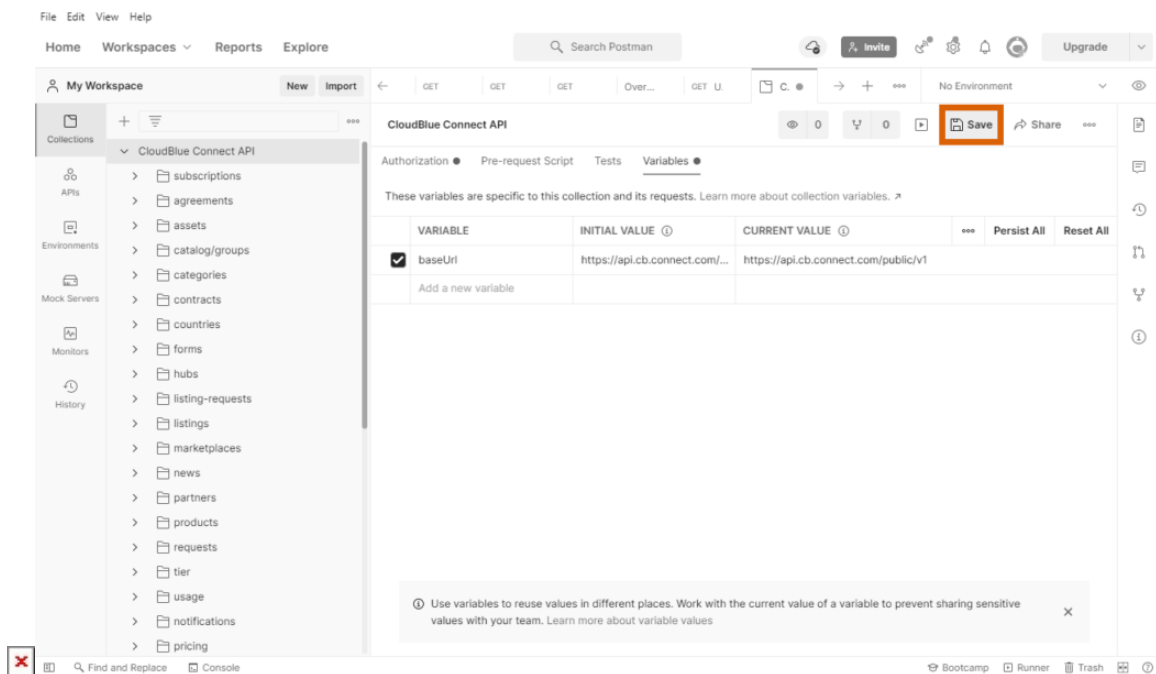 File Edit View Help
Home Workspaces Reports Explore Search Postman Invite Upgrade
My Workspace New Import GET GET GET Over... GET U. C. No Environment
Collections
APIs
Environments
Mock Servers
Monitors
History
CloudBlue Connect API
subscriptions
agreements
assets
catalog/groups
categories
contracts
countries
forms
hubs
listing-requests
listings
marketplaces
news
partners
products
requests
tier
usage
notifications
pricing
CloudBlue Connect API 0 0 Save Share
Authorization Pre-request Script Tests Variables
These variables are specific to this collection and its requests. Learn more about collection variables.
VARIABLE INITIAL VALUE CURRENT VALUE Persist All Reset All
baseUrl https://api.cb.connect.com/... https://api.cb.connect.com/public/v1
Add a new variable
Use variables to reuse values in different places. Work with the current value of a variable to prevent sharing sensitive
values with your team. Learn more about variable values
Find and Replace Console Bootcamp Runner Trash